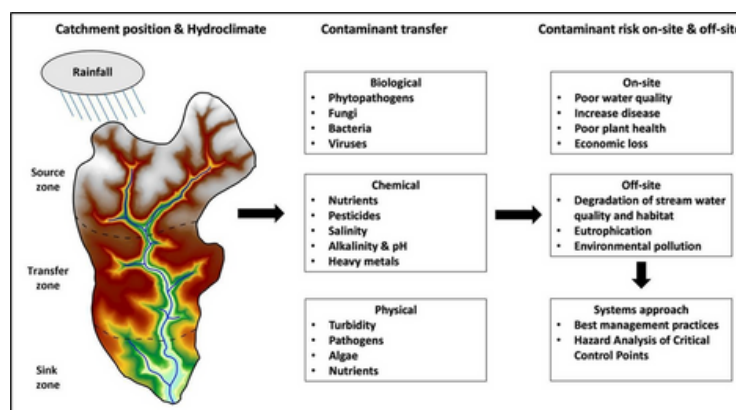 Catchment position & Hydroclimate
Contaminant transfer
Contaminant risk on-site & off-site
Rainfall
Source
zone
Transfer
zone
Sink
zone
Biological
• Phytopathogens
• Fungi
• Bacteria
• Viruses
Chemical
• Nutrients
• Pesticides
• Salinity
• Alkalinity & pH
• Heavy metals
Physical
• Turbidity
• Pathogens
• Algae
• Nutrients
On-site
• Poor water quality
• Increase disease
• Poor plant health
• Economic loss
Off-site
• Degradation of stream water
quality and habitat
• Eutrophication
• Environmental pollution
Systems approach
• Best management practices
• Hazard Analysis of Critical
Control Points